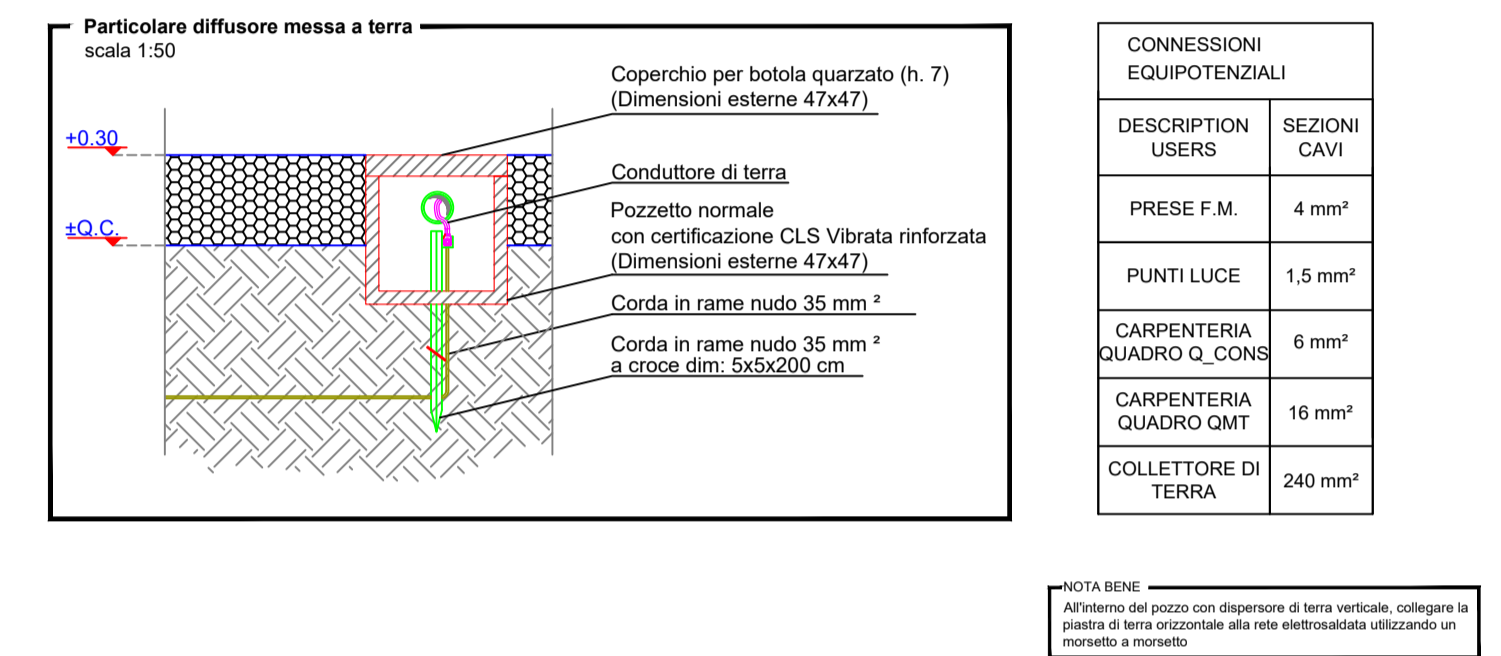 Particolare diffusore messa a terra
scala 1:50
+0.30
±Q.C.
Coperchio per botola quarzato (h. 7)
(Dimensioni esterne 47x47)
Conduttore di terra
Pozzetto normale
con certificazione CLS Vibrata rinforzata
(Dimensioni esterne 47x47)
Corda in rame nudo 35 mm ²
Corda in rame nudo 35 mm ²
a croce dim: 5x5x200 cm
CONNESSIONI
EQUIPOTENZIALI
DESCRIPTION
USERS
SEZIONI
CAVI
PRESE F.M.
4 mm²
PUNTI LUCE
1,5 mm²
CARPENTERIA
QUADRO Q_CONS
6 mm²
CARPENTERIA
QUADRO QMT
16 mm²
COLLETTORE DI
TERRA
240 mm²
NOTA BENE
All'interno del pozzo con dispersore di terra verticale, collegare la
piastra di terra orizzontale alla rete elettrosaldata utilizzando un
morsetto a morsetto